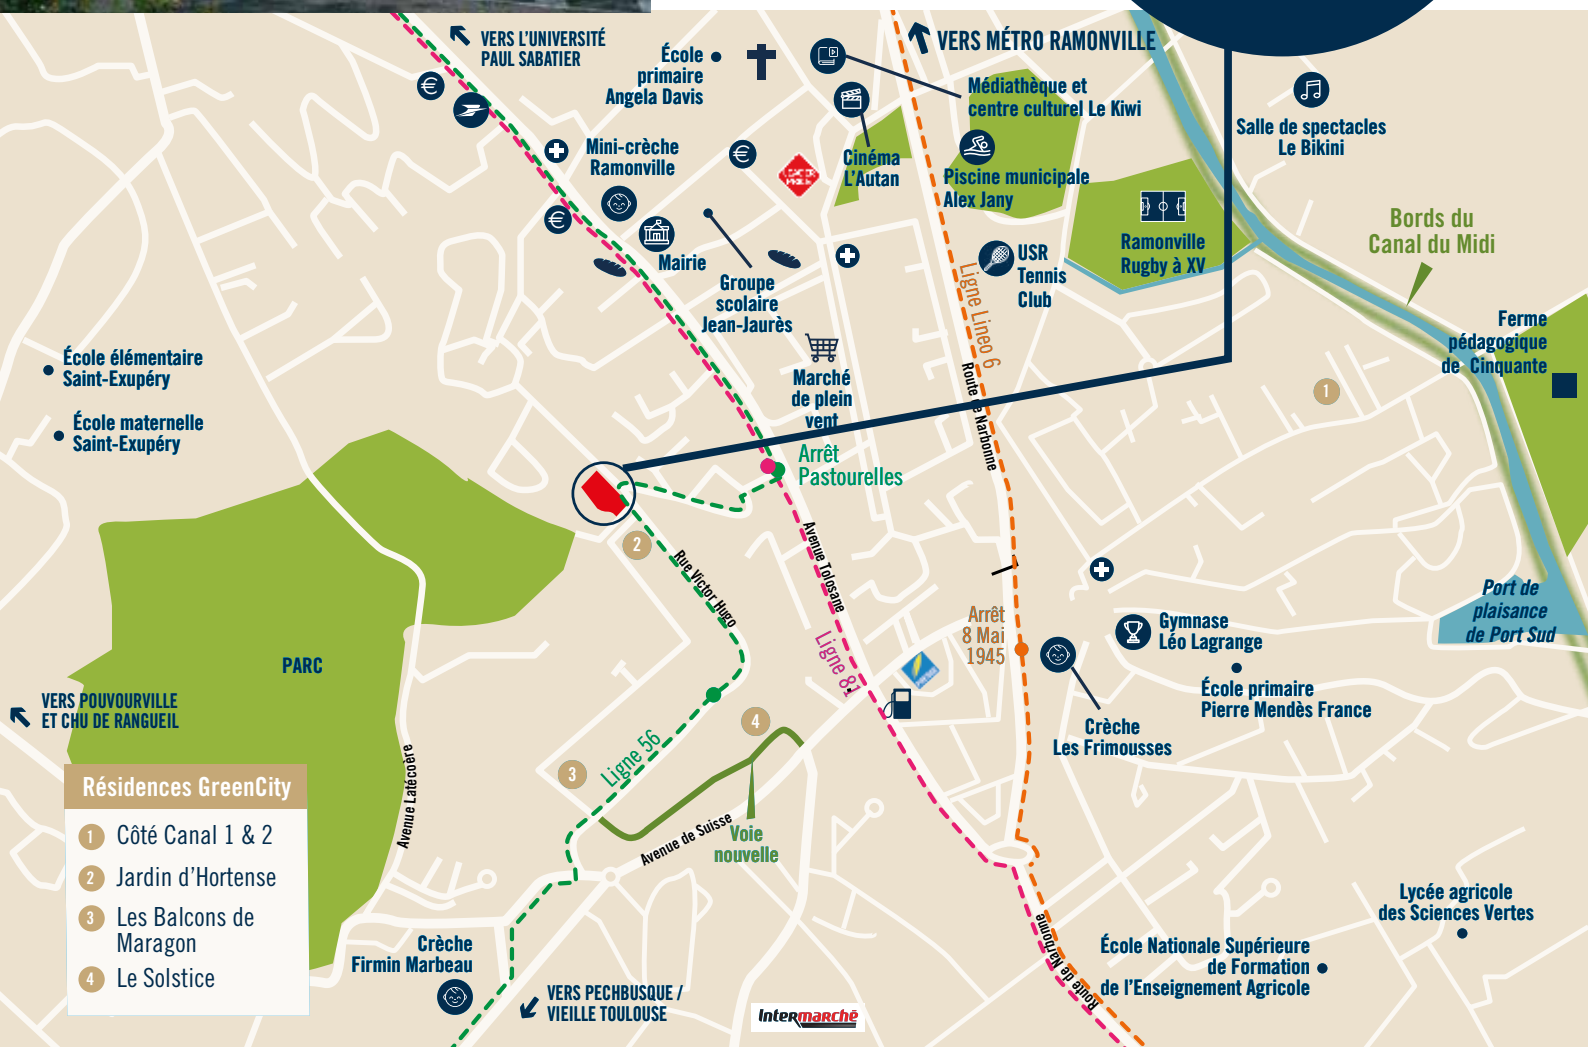 VERS L'UNIVERSITÉ
PAUL SABATIER
École
primaire
Angela Davis
VERS MÉTRO RAMONVILLE
Médiathèque et
centre culturel Le Kiwi
Salle de spectacles
Le Bikini
Mini-crèche
Ramonville
€
€
€
Cinéma
L'Autan
Piscine municipale
Alex Jany
Bords du
Canal du Midi
Ramonville
Rugby à XV
USR
Tennis
Club
Mairie
Groupe
scolaire
Jean-Jaurès
Ligne Lineo 6
Route de Narbonne
Ferme
pédagogique
de Cinquante
École élémentaire
Saint-Exupéry
École maternelle
Saint-Exupéry
Marché
de plein
vent
1
Arrêt
Pastourelles
2
Rue Victor Hugo
Avenue Tolosane
Ligne 81
Arrêt
8 Mai
1945
Gymnase
Léo Lagrange
Port de
plaisance
de Port Sud
École primaire
Pierre Mendès France
Crèche
Les Frimousses
PARC
VERS POUVOURVILLE
ET CHU DE RANGUEIL
Avenue Latécoère
4
3
Ligne 56
Avenue de Suisse
Voie
nouvelle
Résidences GreenCity
1 Côté Canal 1 & 2
2 Jardin d'Hortense
3 Les Balcons de
Maragon
4 Le Solstice
Crèche
Firmin Marbeau
VERS PECHBUSQUE /
VIEILLE TOULOUSE
Intermarché
Route de Narbonne
École Nationale Supérieure
de Formation
de l'Enseignement Agricole
Lycée agricole
des Sciences Vertes